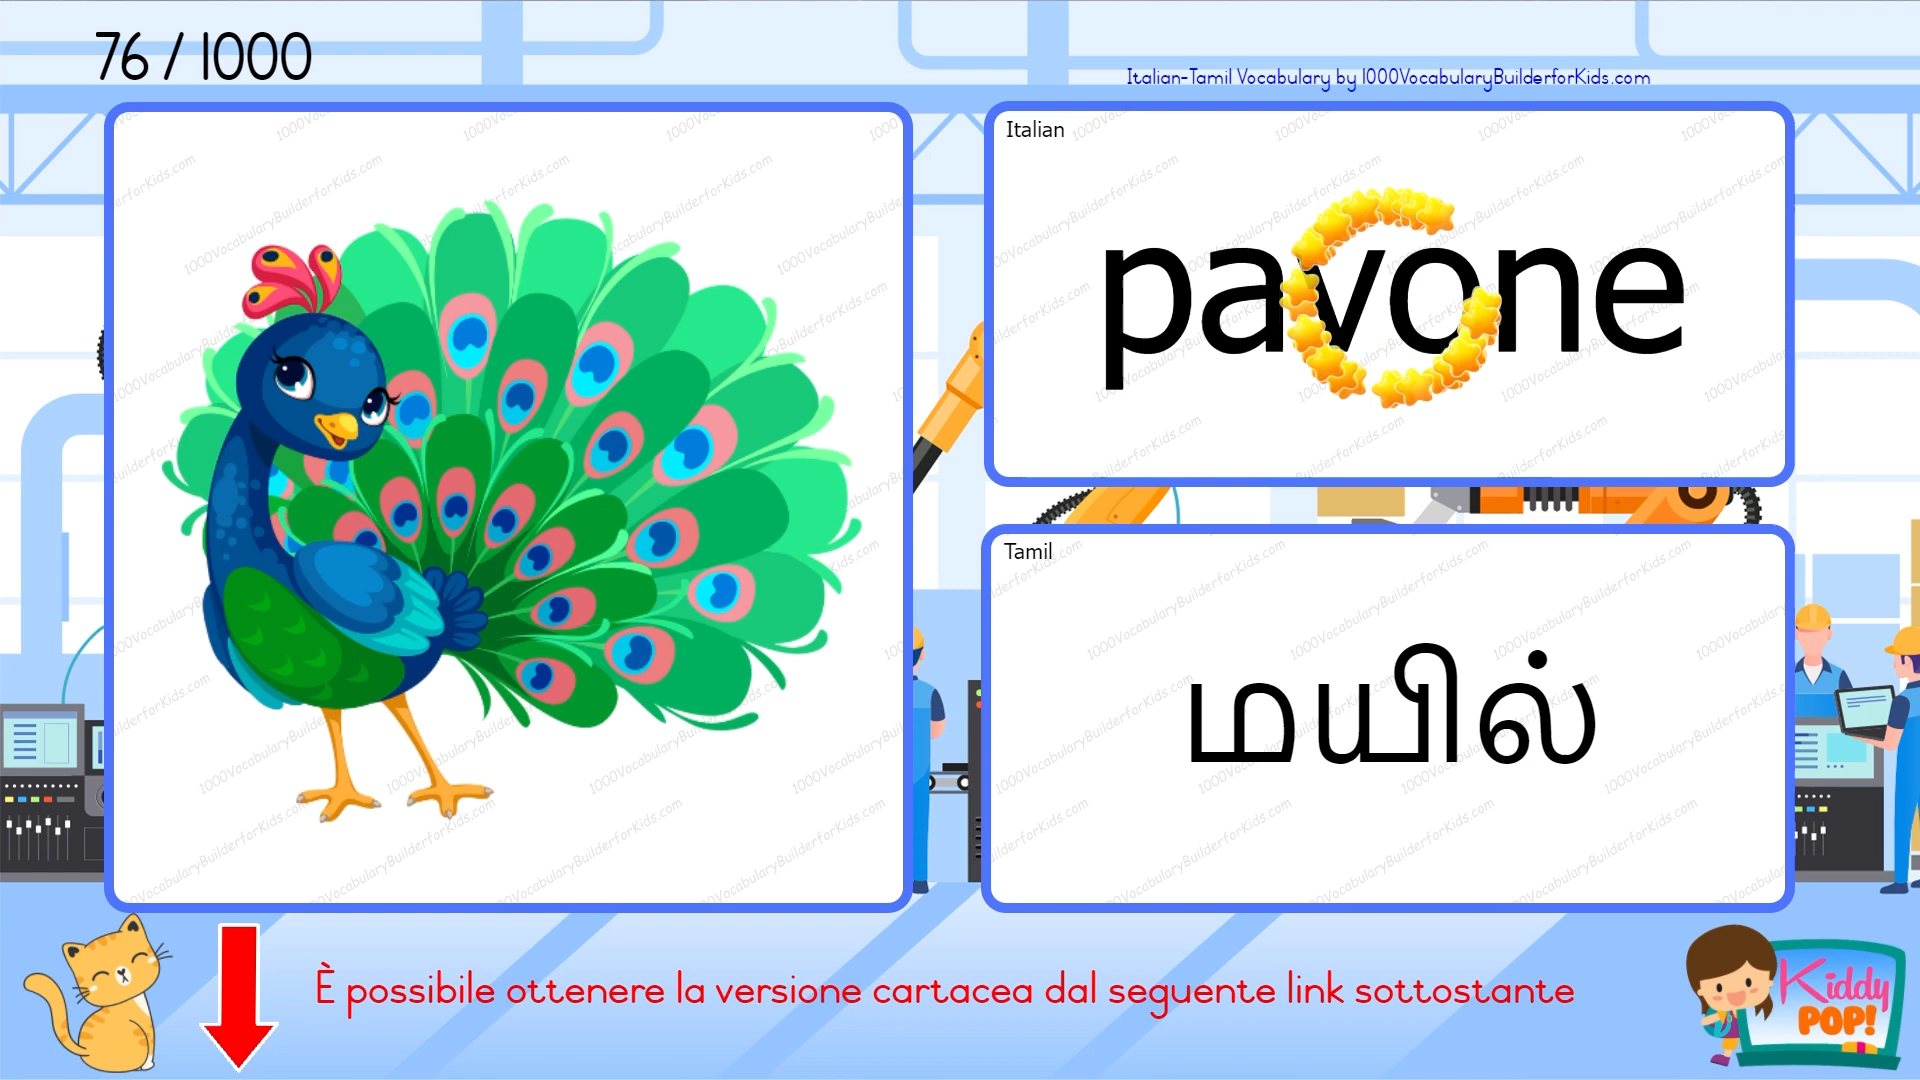 76 / 1000
Italian-Tamil Vocabulary by 1000VocabularyBuilderforKids.com
Italian
pavone
Tamil
மயில்
È possibile ottenere la versione cartacea dal seguente link sottostante
Kiddy
POP!